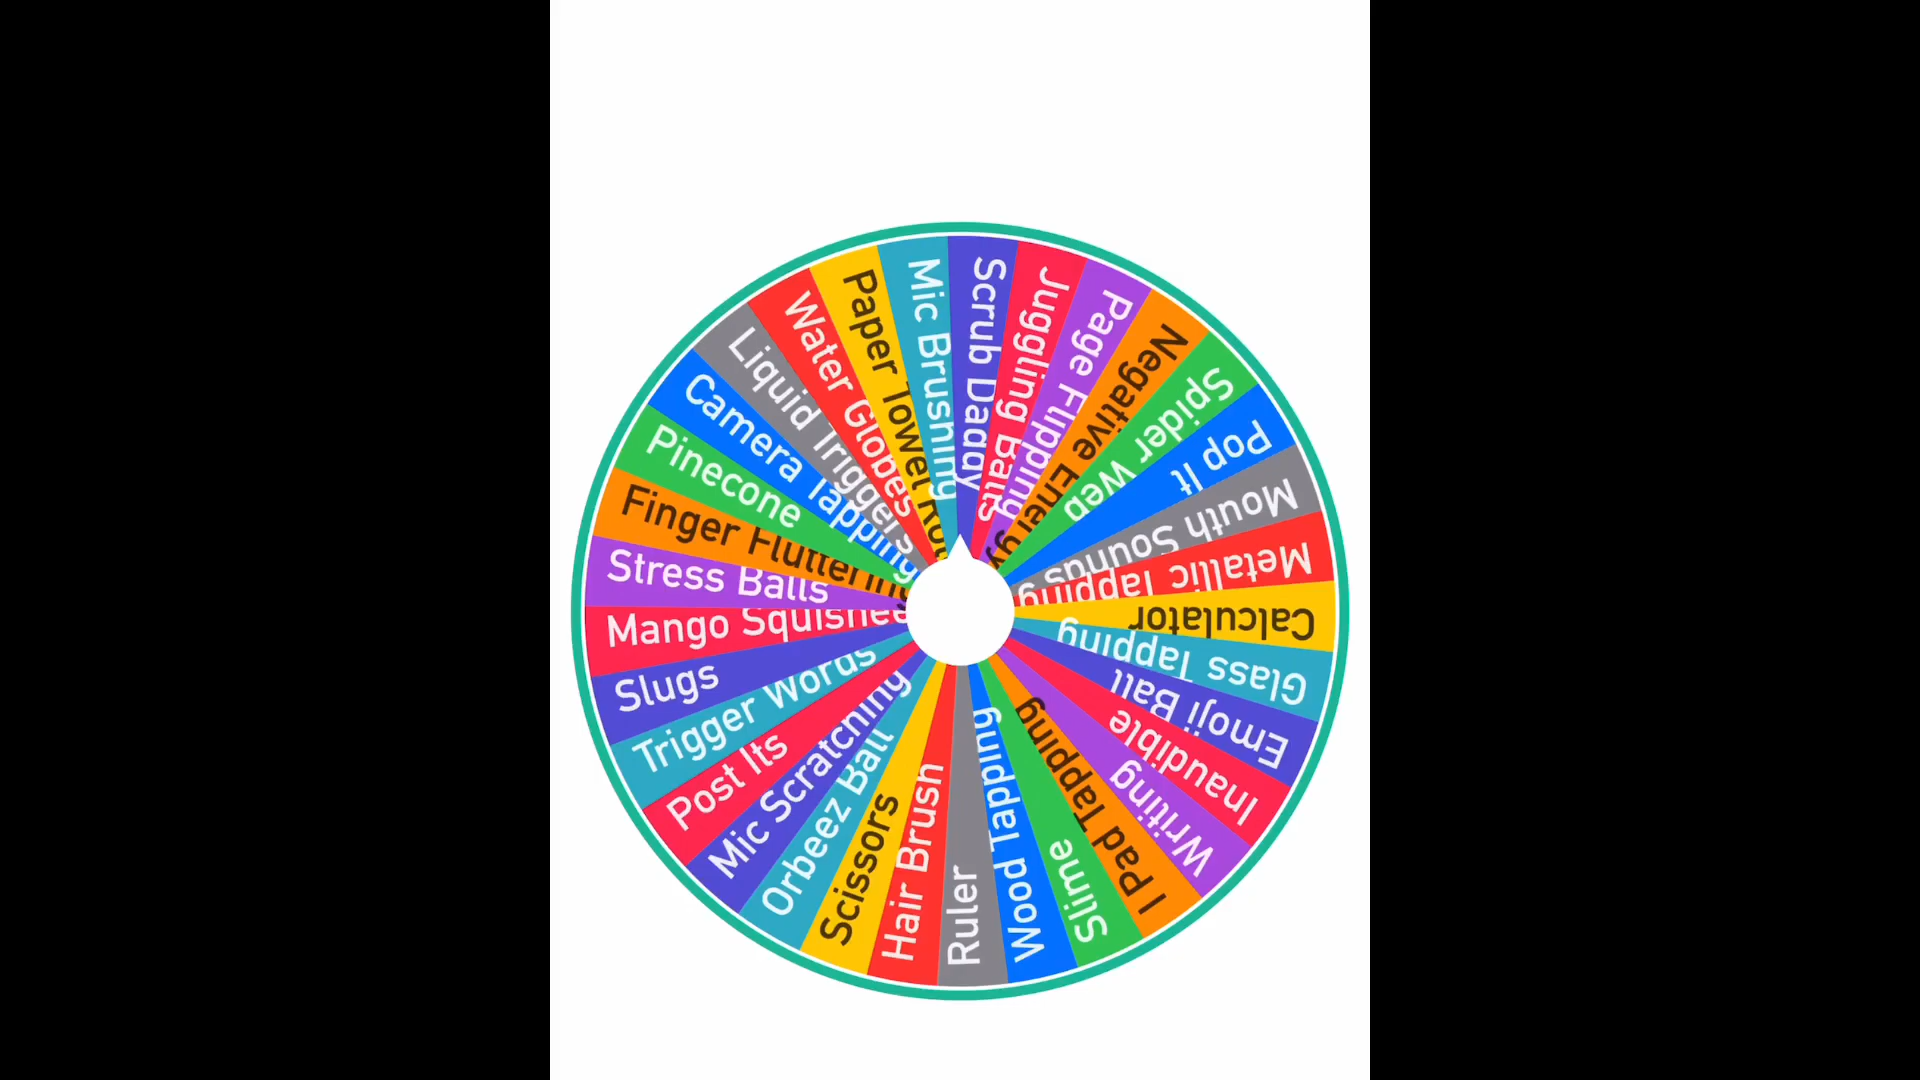 Scrub Daddy
Juggling Balls
Page Flipping
Negative Energy
Spider Web
Pop It
Mouth Sounds
Metallic Tapping
Calculator
Glass Tapping
Emoji Ball
Inaudible
Writing
I Pad Tapping
Slime
Wood Tapping
Ruler
Hair Brush
Scissors
Orbeez Ball
Mic Scratching
Post Its
Trigger Words
Slugs
Mango Squishee
Stress Balls
Finger Fluttering
Pinecone
Camera Tapping
Liquid Triggers
Water Globes
Paper Towel Roll
Mic Brushing